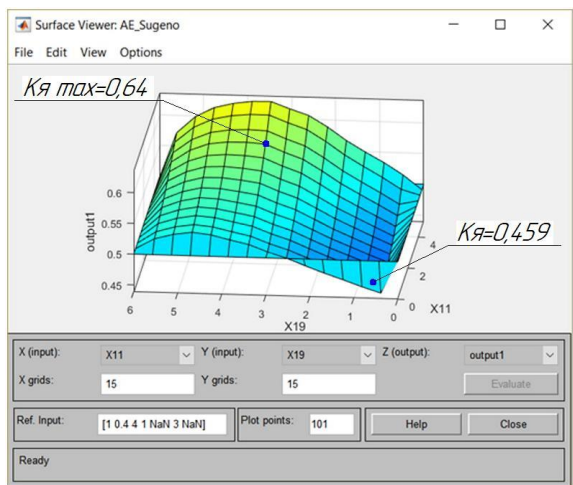 Surface Viewer: AE_Sugeno
File Edit View Options
Kя max=0,64
Kя=0,459
output1
0.6
0.55
0.5
0.45
6 5 4 3 2 1 0
X19
0 2 4
X11
X (input): X11 Y (input): X19 Z (output): output1
X grids: 15 Y grids: 15 Evaluate
Ref. Input: [1 0.4 4 1 NaN 3 NaN] Plot points: 101 Help Close
Ready